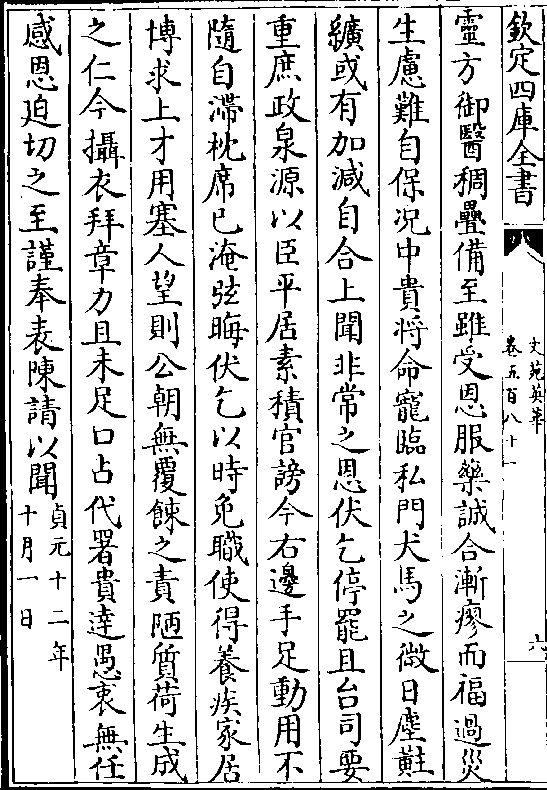 欽定四庫全書
文苑英華
卷五百八十一
六
靈方御醫稠疊備至雖受恩服藥誠合漸瘳而福過災
生慮難自保況中貴將命寵臨私門犬馬之微日塵黈
纊或有加減自合上聞非常之恩伏乞停罷且台司要
重庶政泉源以臣平居素積官謗今右邊手足動用不
隨自滯枕席已淹弦晦伏乞以時免職使得養疾家居
博求上才用塞人望則公朝無覆餗之責陋質荷生成
之仁今攝衣拜章力且未足口占代署貴達愚衷無任
感恩迫切之至謹奉表陳請以聞
貞元十二年
十月一日